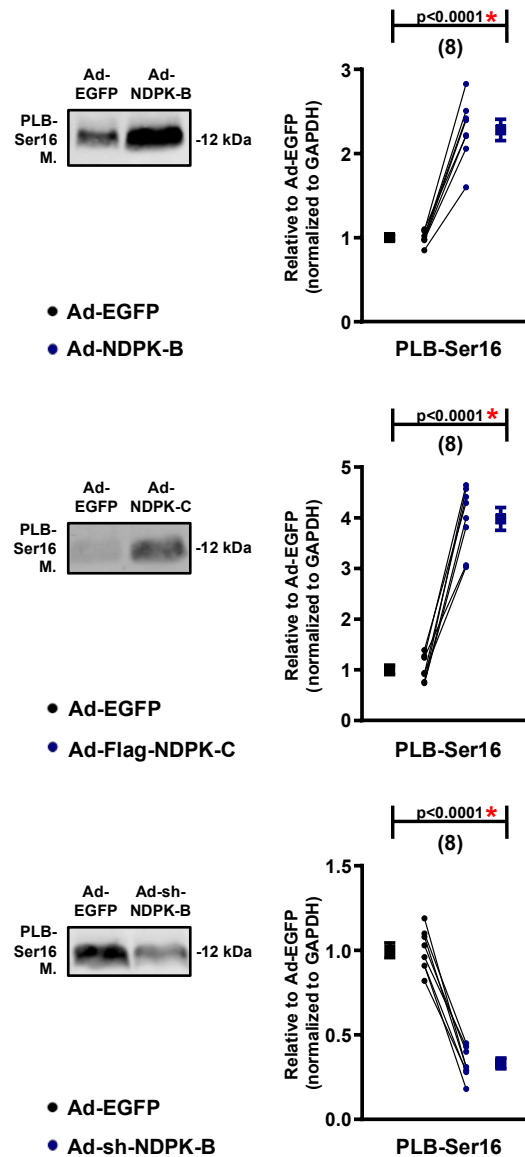 p<0.0001 *
(8)
Ad-
EGFP
Ad-
NDPK-B
PLB-
Ser16
M.
-12 kDa
Relative to Ad-EGFP
(normalized to GAPDH)
3
2
1
0
PLB-Ser16
Ad-EGFP
Ad-NDPK-B
p<0.0001 *
(8)
Ad-
EGFP
Ad-
NDPK-C
PLB-
Ser16
M.
-12 kDa
Relative to Ad-EGFP
(normalized to GAPDH)
5
4
3
2
1
0
PLB-Ser16
Ad-EGFP
Ad-Flag-NDPK-C
p<0.0001 *
(8)
Ad-
EGFP
Ad-sh-
NDPK-B
PLB-
Ser16
M.
-12 kDa
Relative to Ad-EGFP
(normalized to GAPDH)
1.5
1.0
0.5
0.0
PLB-Ser16
Ad-EGFP
Ad-sh-NDPK-B